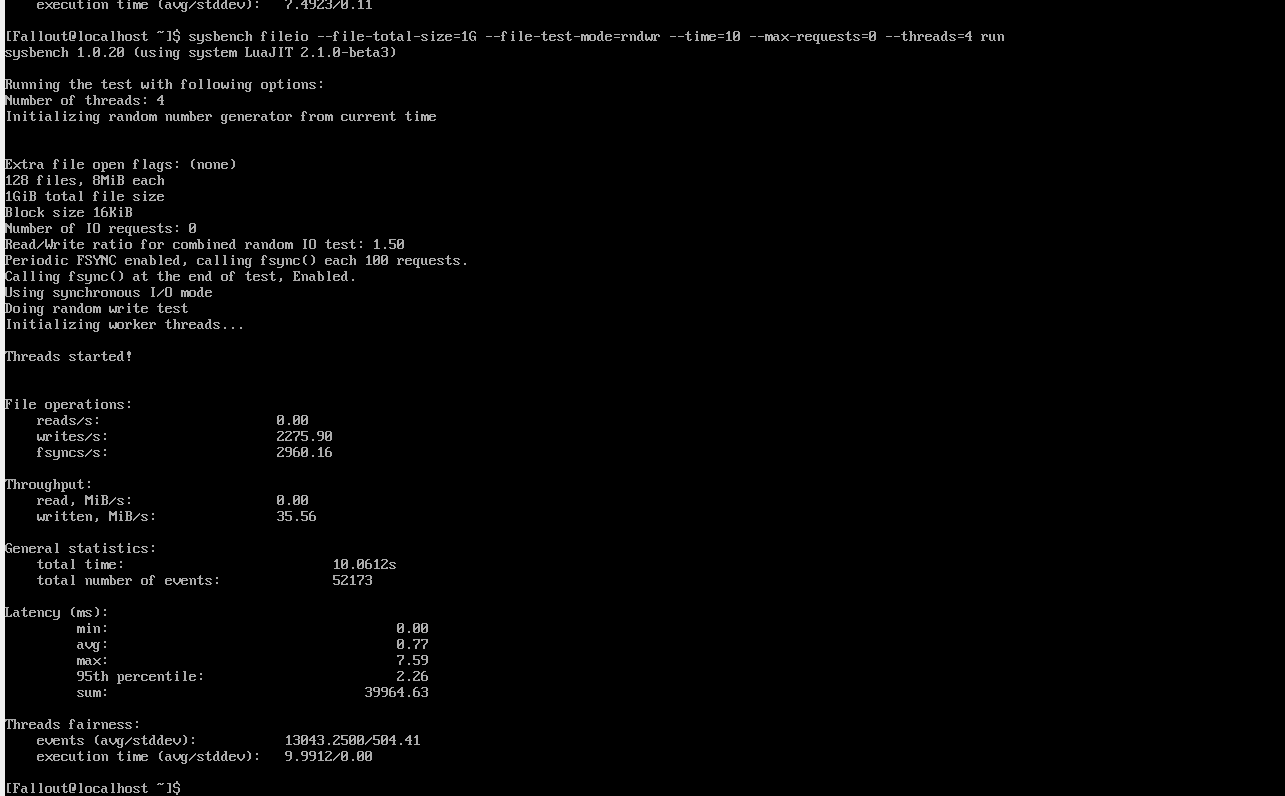 execution time (avg/stddev): 7.4923/0.11
[Fallout@localhost ~]$ sysbench fileio --file-total-size=1G --file-test-mode=rndwr --time=10 --max-requests=0 --threads=4 run
sysbench 1.0.20 (using system LuaJIT 2.1.0-beta3)
Running the test with following options:
Number of threads: 4
Initializing random number generator from current time
Extra file open flags: (none)
128 files, 8MiB each
1GiB total file size
Block size 16KiB
Number of IO requests: 0
Read/Write ratio for combined random IO test: 1.50
Periodic FSYNC enabled, calling fsync() each 100 requests.
Calling fsync() at the end of test, Enabled.
Using synchronous I/O mode
Doing random write test
Initializing worker threads...
Threads started!
File operations:
reads/s: 0.00
writes/s: 2275.90
fsyncs/s: 2960.16
Throughput:
read, MiB/s: 0.00
written, MiB/s: 35.56
General statistics:
total time: 10.0612s
total number of events: 52173
Latency (ms):
min: 0.00
avg: 0.77
max: 7.59
95th percentile: 2.26
sum: 39964.63
Threads fairness:
events (avg/stddev): 13043.2500/504.41
execution time (avg/stddev): 9.9912/0.00
[Fallout@localhost ~]$